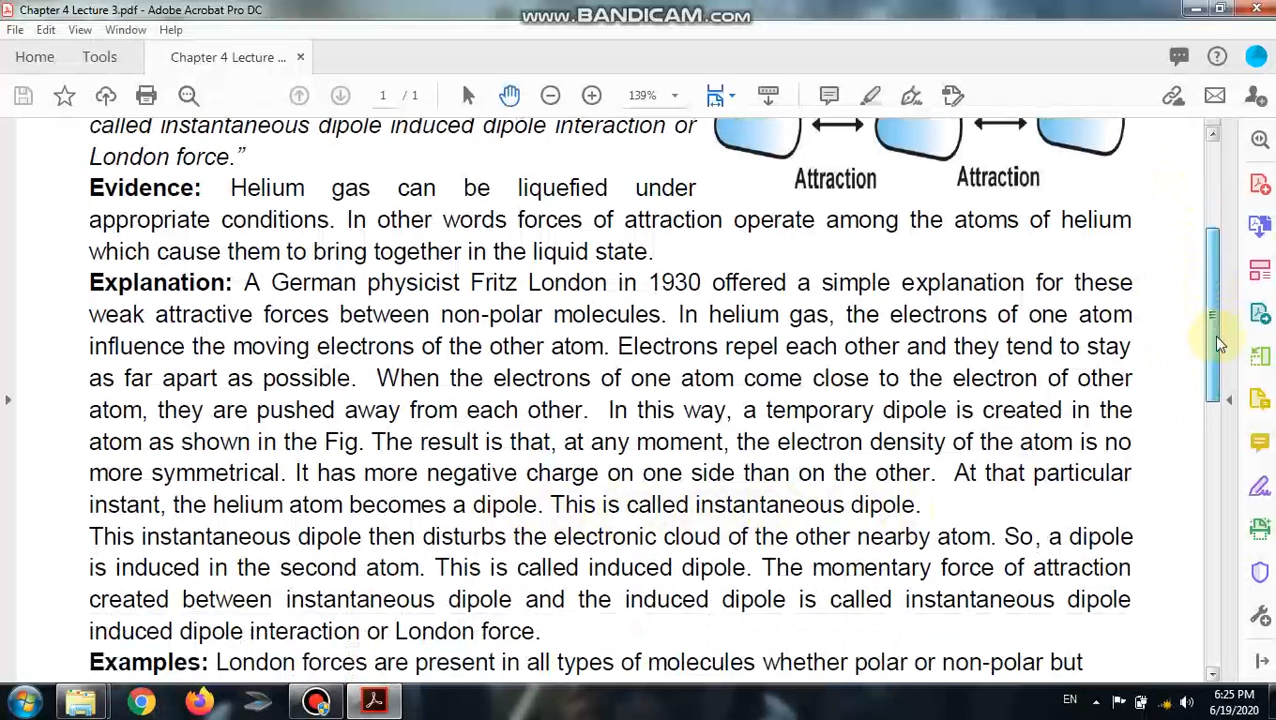 Chapter 4 Lecture 3.pdf - Adobe Acrobat Pro DC
www.BANDICAM.com
File Edit View Window Help
Home Tools Chapter 4 Lecture ... ×
1 / 1 139%
called instantaneous dipole induced dipole interaction or
London force.”
Attraction Attraction
Evidence: Helium gas can be liquefied under
appropriate conditions. In other words forces of attraction operate among the atoms of helium
which cause them to bring together in the liquid state.
Explanation: A German physicist Fritz London in 1930 offered a simple explanation for these
weak attractive forces between non-polar molecules. In helium gas, the electrons of one atom
influence the moving electrons of the other atom. Electrons repel each other and they tend to stay
as far apart as possible. When the electrons of one atom come close to the electron of other
atom, they are pushed away from each other. In this way, a temporary dipole is created in the
atom as shown in the Fig. The result is that, at any moment, the electron density of the atom is no
more symmetrical. It has more negative charge on one side than on the other. At that particular
instant, the helium atom becomes a dipole. This is called instantaneous dipole.
This instantaneous dipole then disturbs the electronic cloud of the other nearby atom. So, a dipole
is induced in the second atom. This is called induced dipole. The momentary force of attraction
created between instantaneous dipole and the induced dipole is called instantaneous dipole
induced dipole interaction or London force.
Examples: London forces are present in all types of molecules whether polar or non-polar but
EN 6:25 PM
6/19/2020